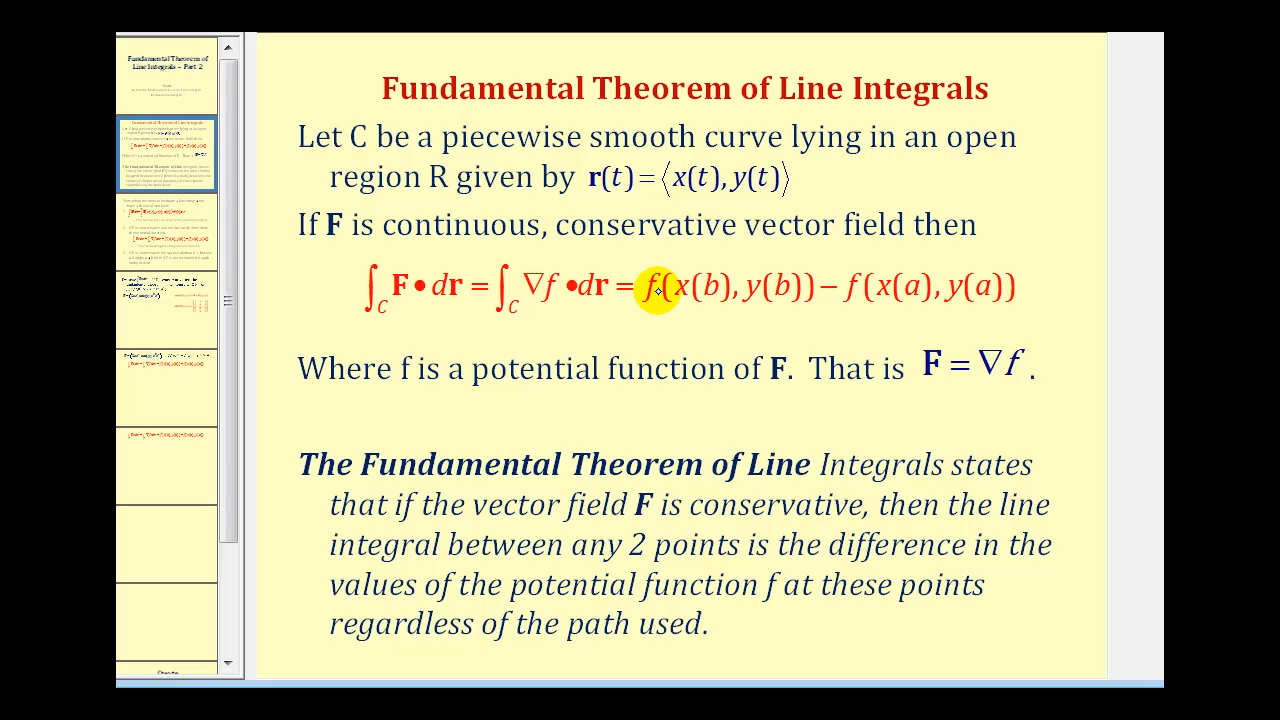 Fundamental Theorem of
Line Integrals – Part 2
Fundamental Theorem of Line Integrals
Let C be a piecewise smooth curve lying in an open
region R given by r(t) = ⟨x(t), y(t)⟩
If F is continuous, conservative vector field then
∫_C F • dr = ∫_C ∇f • dr = f(x(b), y(b)) − f(x(a), y(a))
Where f is a potential function of F. That is F = ∇f .
The Fundamental Theorem of Line Integrals states
that if the vector field F is conservative, then the line
integral between any 2 points is the difference in the
values of the potential function f at these points
regardless of the path used.